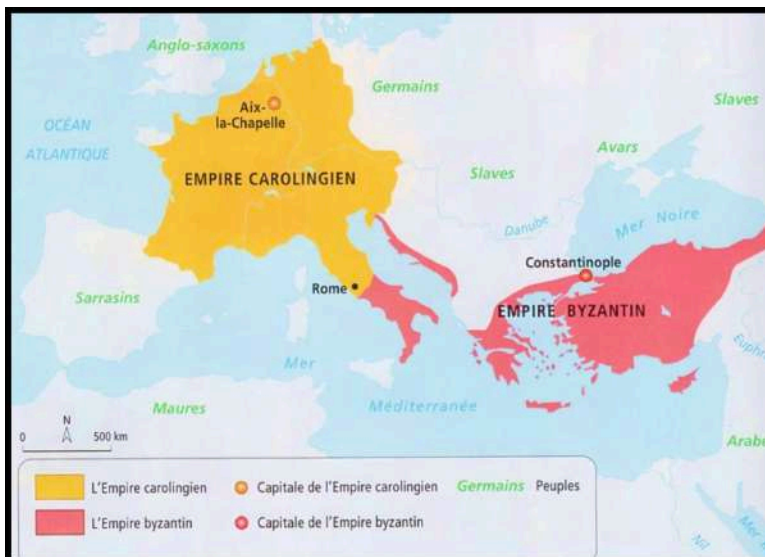 Anglo-saxons
Germains
Slaves
Aix-
la-Chapelle
OCÉAN
ATLANTIQUE
Avars
EMPIRE CAROLINGIEN
Slaves
Danube
Mer Noire
Constantinople
Rome
EMPIRE BYZANTIN
Sarrasins
Mer
Méditerranée
Maures
N
0 500 km
L'Empire carolingien
Capitale de l'Empire carolingien
Germains Peuples
L'Empire byzantin
Capitale de l'Empire byzantin
Nil